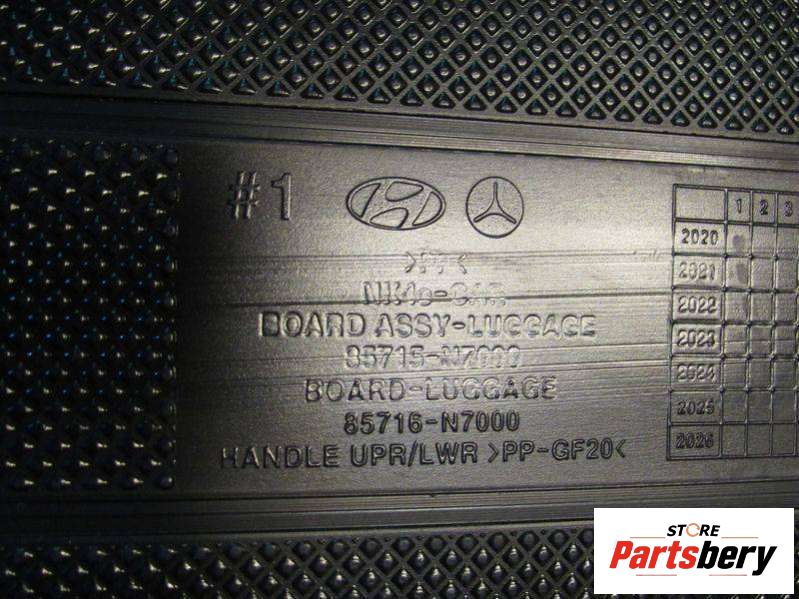 #1
>PP<
BOARD ASSY-LUGGAGE
85715-N7000
BOARD-LUGGAGE
85716-N7000
HANDLE UPR/LWR >PP-GF20<
1 2 3
2020
2021
2022
2023
2024
2025
2026
STORE
Partsbery